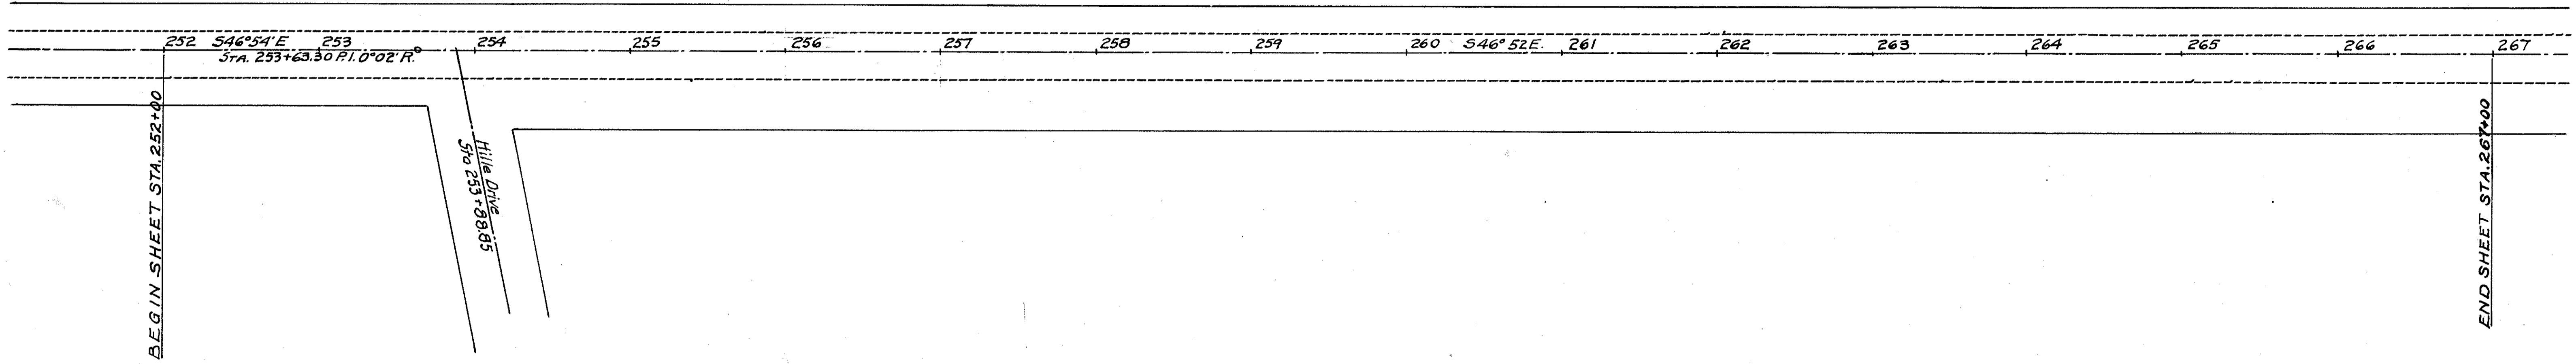 252 S46°54'E 253 254 255 256 257 258 259 260 S46°52E. 261 262 263 264 265 266 267
STA. 253+63.30 P.I. 0°02' R.
BEGIN SHEET STA. 252+00
Hille Drive
Sta 253+88.85
END SHEET STA. 267+00